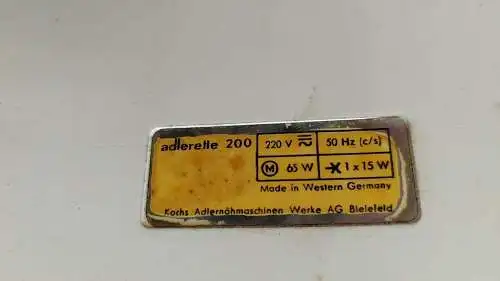 adlerette 200 220 V 50 Hz (c/s)
M 65 W 1 x 15 W
Made in Western Germany
Kochs Adlernähmaschinen Werke AG Bielefeld